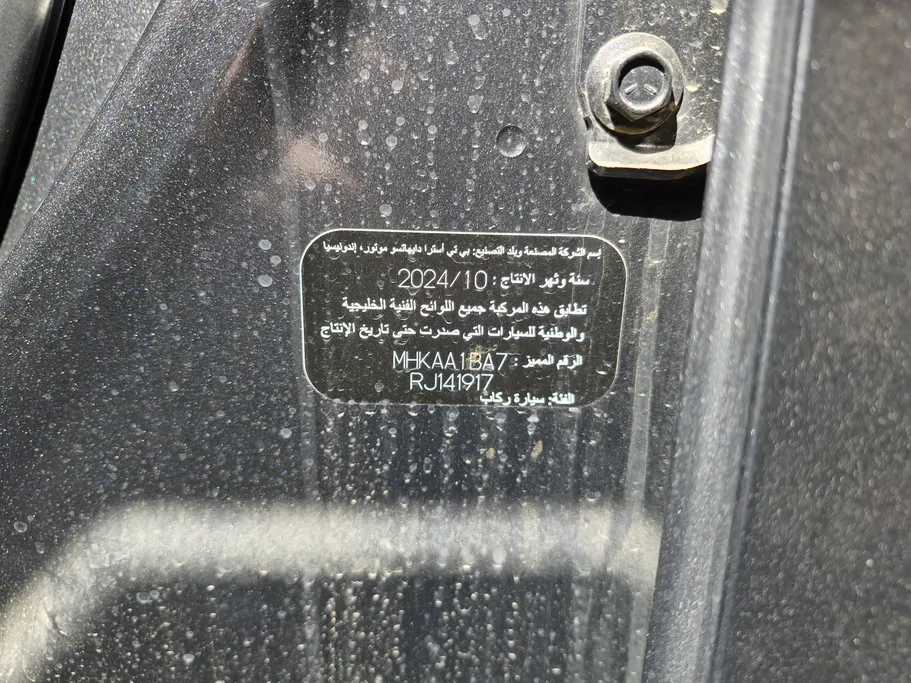 بسم الشركة المصنعة وبلد التصنيع: بي تي أسترا دايهاتسو موتور، إندونيسيا
سنة وشهر الانتاج : 2024/10
تطابق هذه المركبة جميع اللوائح الفنية الخليجية
والوطنية للسيارات التي صدرت حتى تاريخ الإنتاج
الرقم المميز : MHKAA1BA7
RJ141917
الفئة: سيارة ركاب